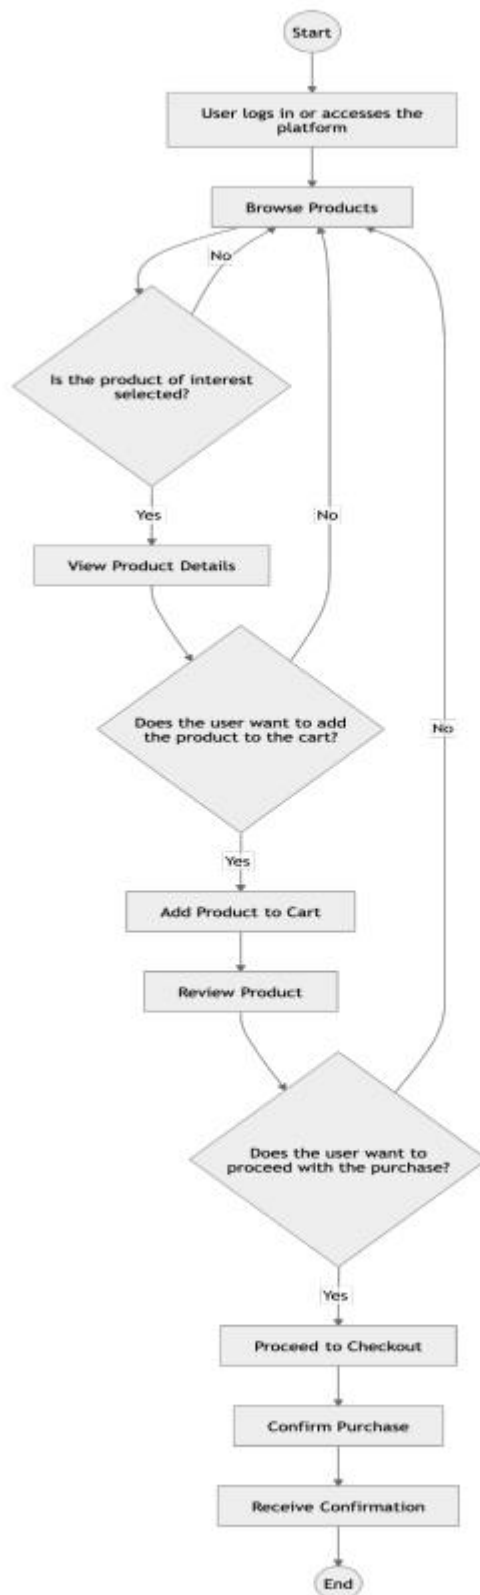 Start
User logs in or accesses the
platform
Browse Products
No
Is the product of interest
selected?
Yes
No
View Product Details
Does the user want to add
the product to the cart?
No
Yes
Add Product to Cart
Review Product
Does the user want to
proceed with the purchase?
Yes
Proceed to Checkout
Confirm Purchase
Receive Confirmation
End